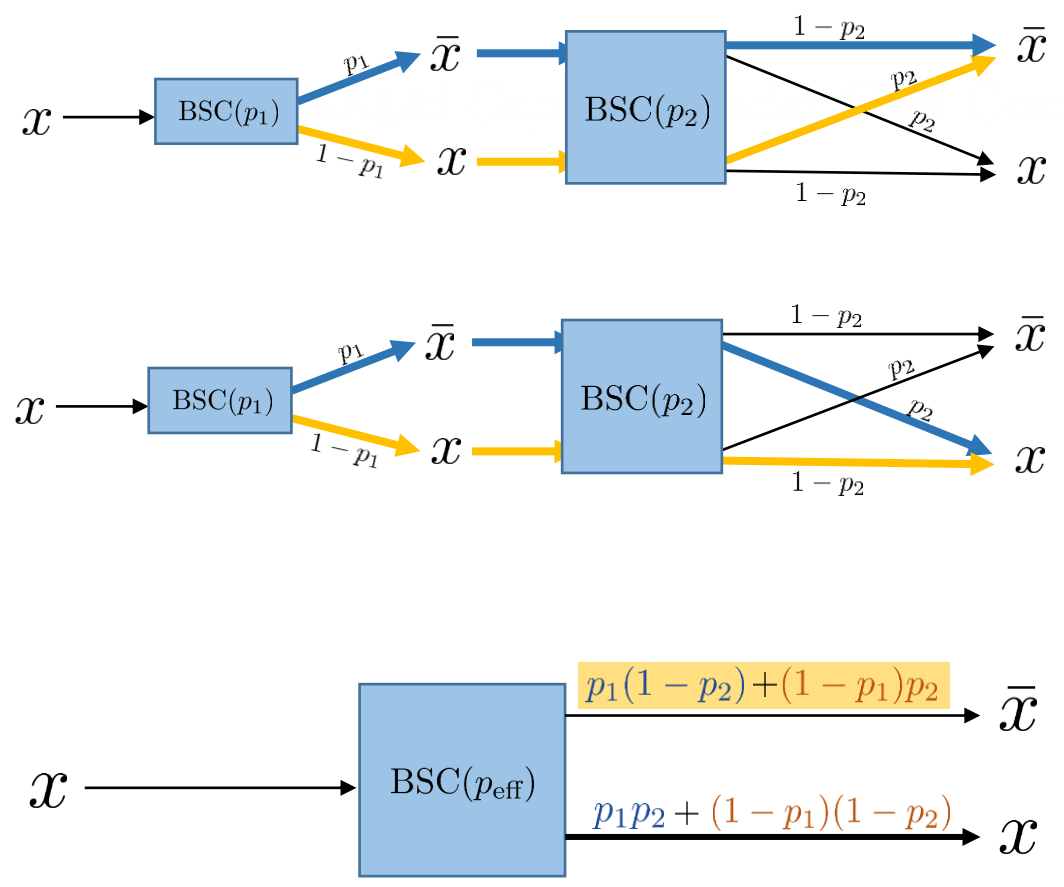 1 − p₂
x̄
p₁
x̄
p₂
x
BSC(p₁)
BSC(p₂)
p₂
1 − p₁
x
x
1 − p₂
1 − p₂
x̄
p₁
x̄
p₂
x
BSC(p₁)
BSC(p₂)
p₂
1 − p₁
x
x
1 − p₂
p₁(1 − p₂)+(1 − p₁)p₂
x̄
x
BSC(p_eff)
p₁p₂ + (1 − p₁)(1 − p₂)
x